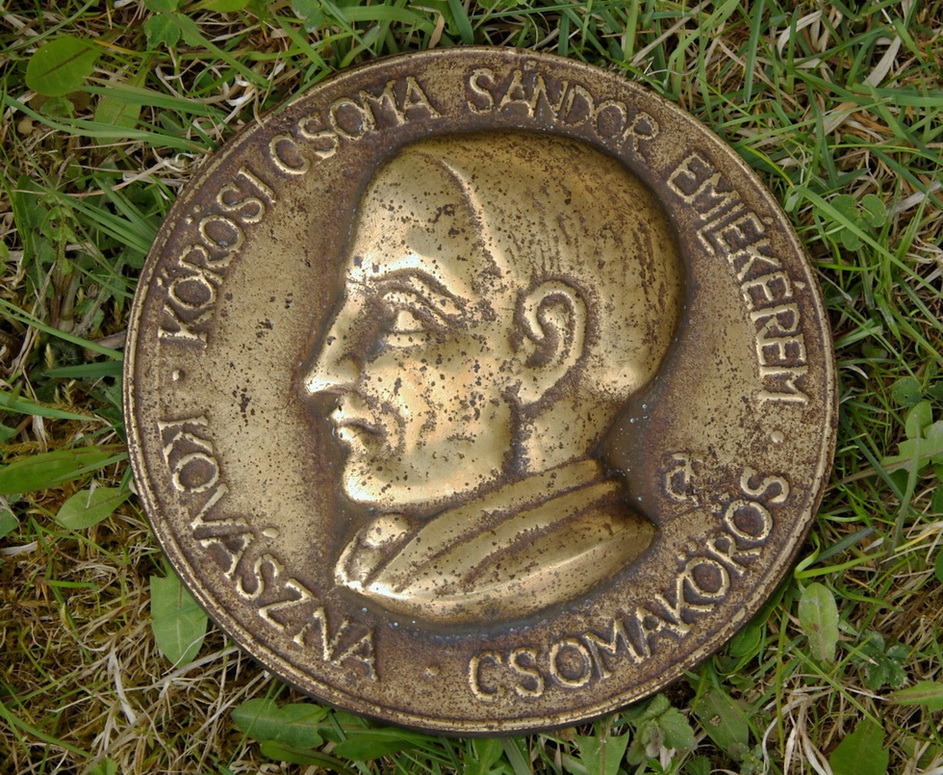 · KŐRÖSI CSOMA SÁNDOR EMLÉKÉREM ·
KOVÁSZNA · CSOMAKŐRÖS